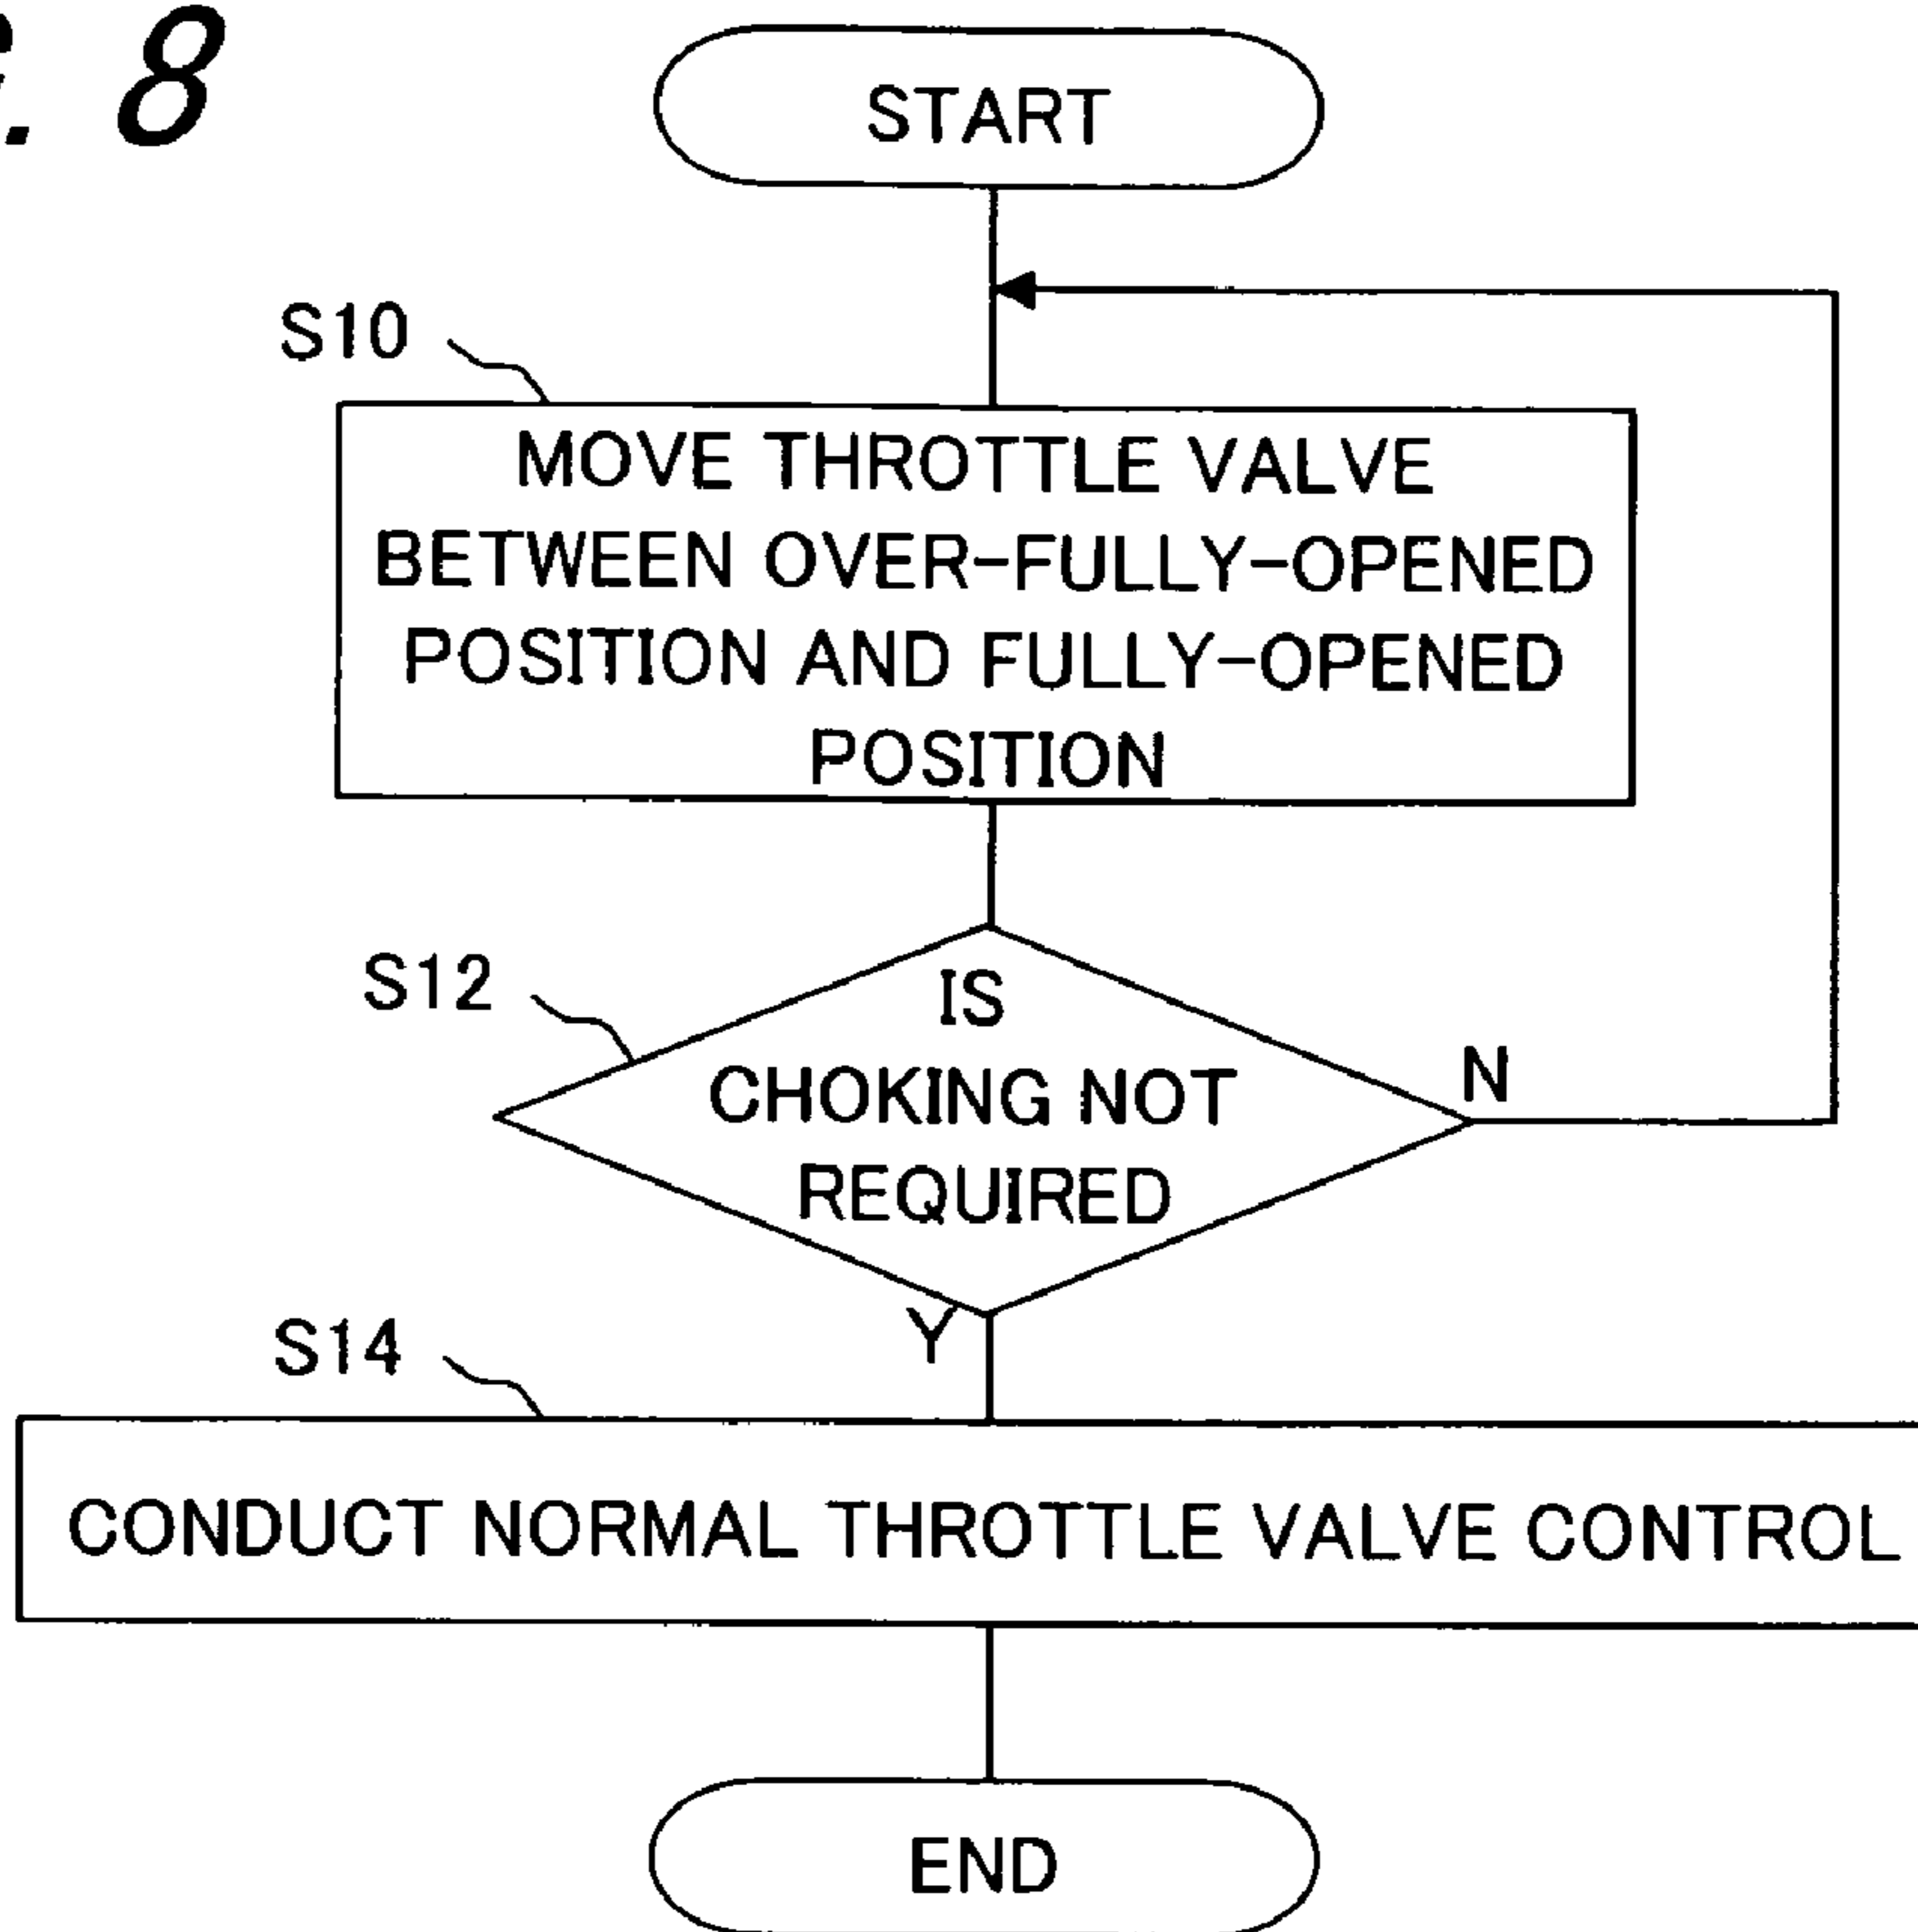 . 8
START
S10
MOVE THROTTLE VALVE
BETWEEN OVER-FULLY-OPENED
POSITION AND FULLY-OPENED
POSITION
S12
IS
CHOKING NOT
REQUIRED
N
Y
S14
CONDUCT NORMAL THROTTLE VALVE CONTROL
END